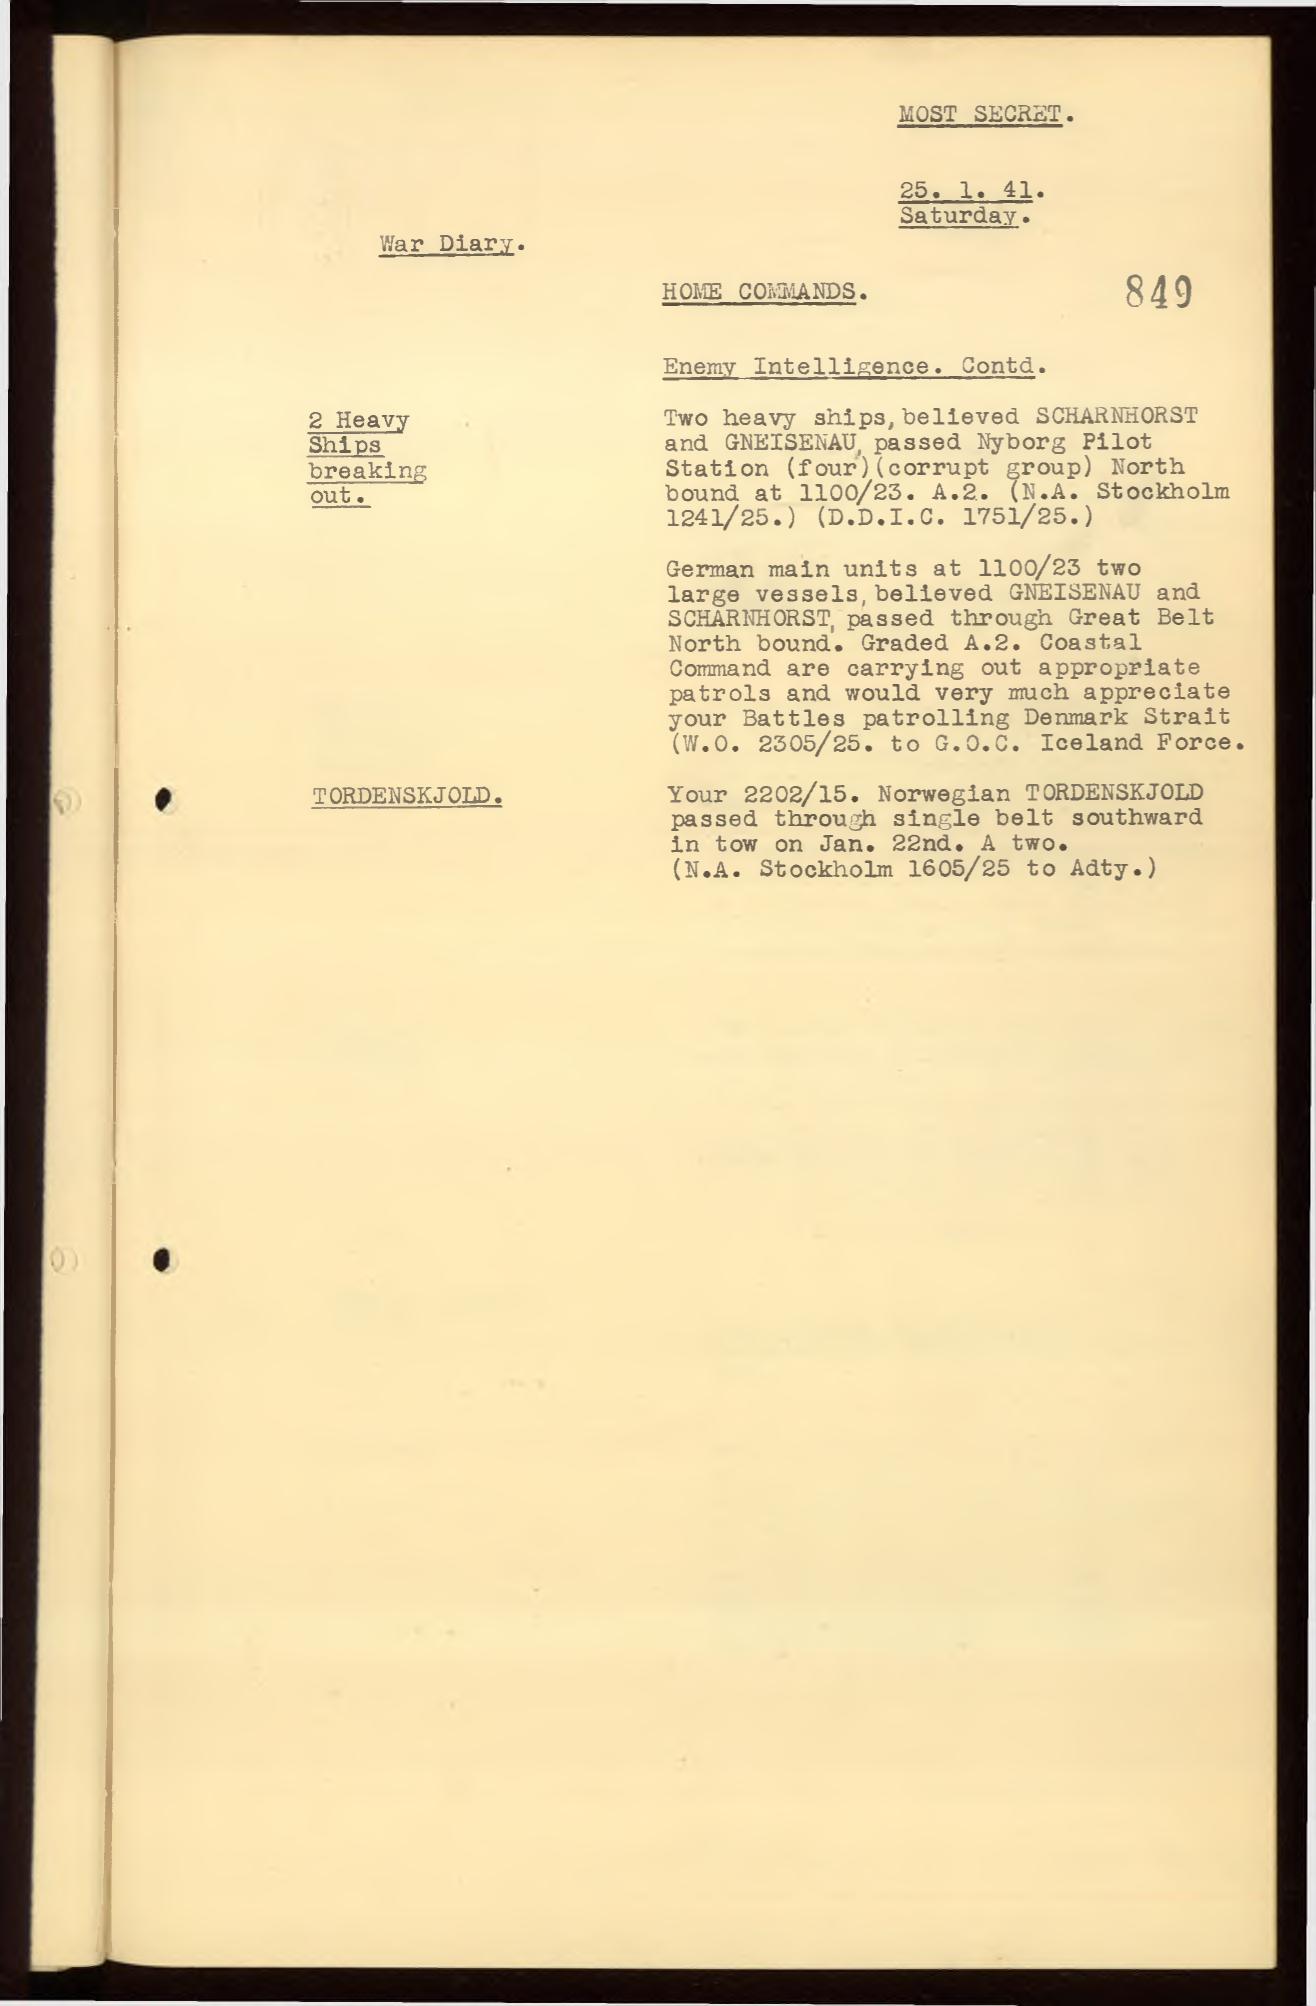 MOST SECRET.
25. 1. 41.
Saturday.
War Diary.
HOME COMMANDS.
849
Enemy Intelligence. Contd.
2 Heavy
Ships
breaking
out.
Two heavy ships, believed SCHARNHORST
and GNEISENAU, passed Nyborg Pilot
Station (four)(corrupt group) North
bound at 1100/23. A.2. (N.A. Stockholm
1241/25.) (D.D.I.C. 1751/25.)
German main units at 1100/23 two
large vessels, believed GNEISENAU and
SCHARNHORST, passed through Great Belt
North bound. Graded A.2. Coastal
Command are carrying out appropriate
patrols and would very much appreciate
your Battles patrolling Denmark Strait
(W.O. 2305/25. to G.O.C. Iceland Force.
TORDENSKJOLD.
Your 2202/15. Norwegian TORDENSKJOLD
passed through single belt southward
in tow on Jan. 22nd. A two.
(N.A. Stockholm 1605/25 to Adty.)